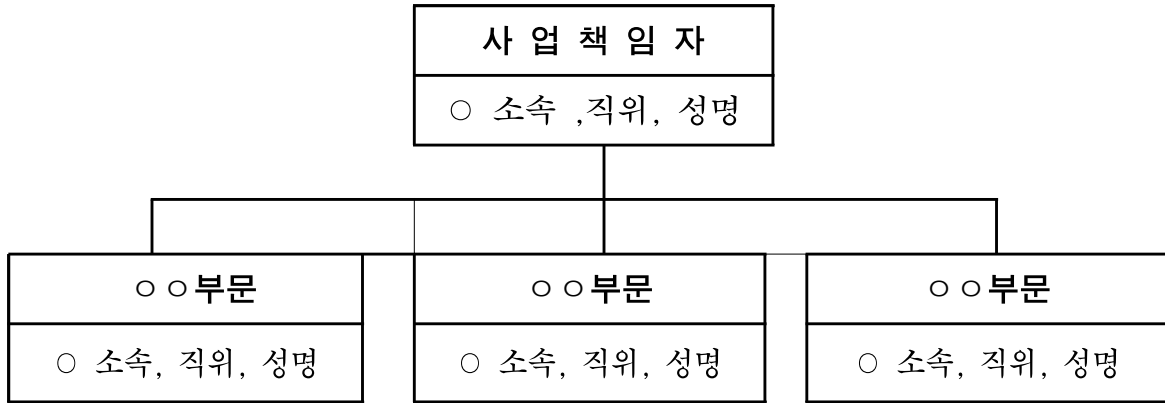 사 업 책 임 자
○ 소속 ,직위, 성명
○○부문
○ 소속, 직위, 성명
○○부문
○ 소속, 직위, 성명
○○부문
○ 소속, 직위, 성명